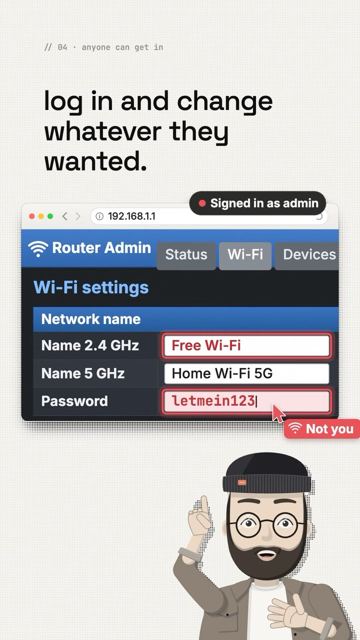 // 04 · anyone can get in
log in and change
whatever they
wanted.
Signed in as admin
192.168.1.1
Router Admin
Status
Wi-Fi
Devices
Wi-Fi settings
Network name
Name 2.4 GHz
Free Wi-Fi
Name 5 GHz
Home Wi-Fi 5G
Password
letmein123
Not you